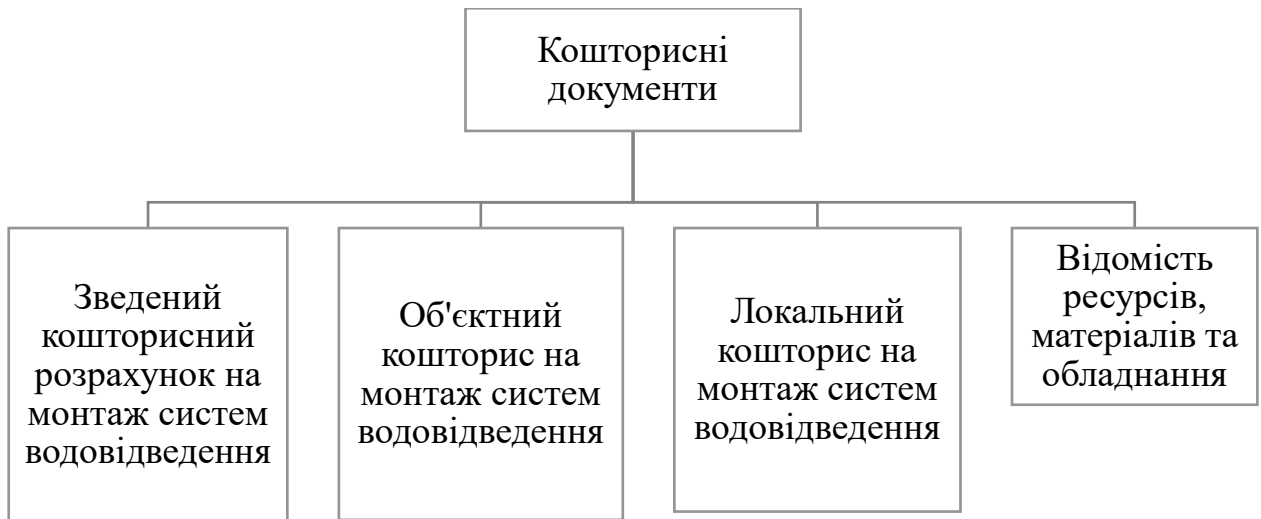 Кошторисні
документи
Зведений
кошторисний
розрахунок на
монтаж систем
водовідведення
Об'єктний
кошторис на
монтаж систем
водовідведення
Локальний
кошторис на
монтаж систем
водовідведення
Відомість
ресурсів,
матеріалів та
обладнання